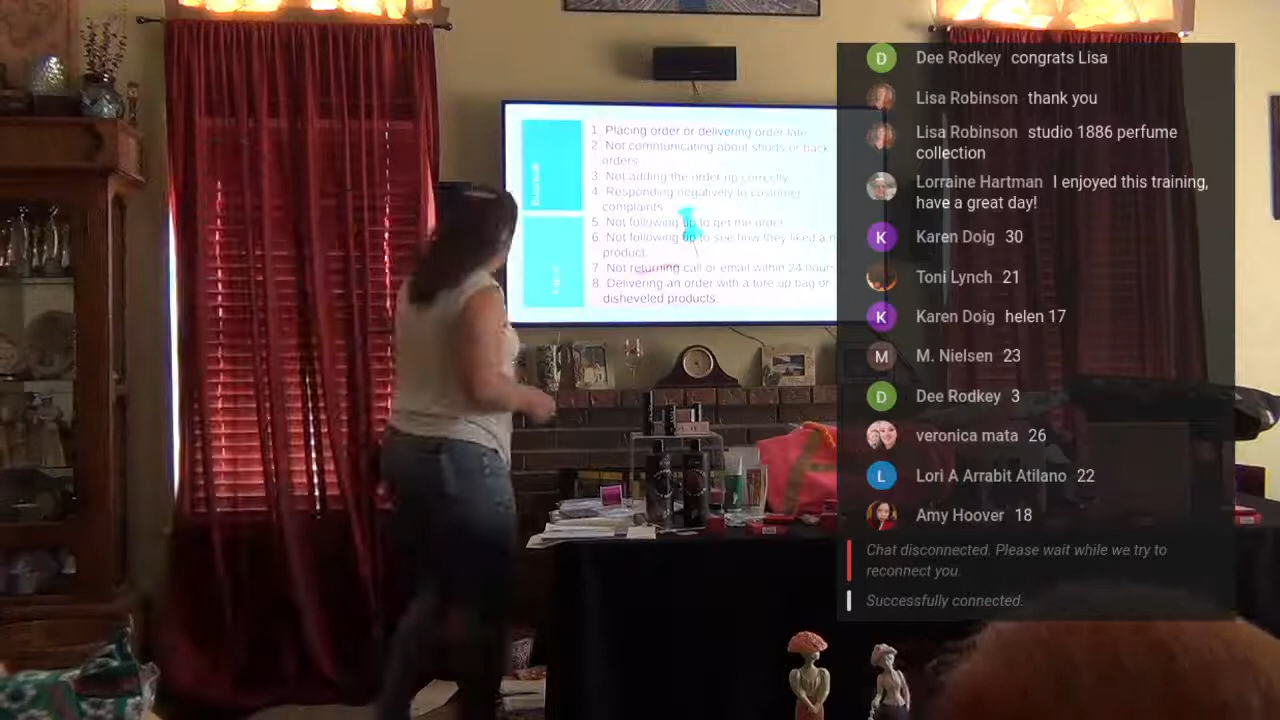 1. Placing order or delivering order late
2. Not communicating about shorts or back
orders.
3. Not adding the order up correctly
4. Responding negatively to customer
complaints.
5. Not following up to get the order
6. Not following up to see how they liked a
product.
7. Not returning call or email within 24 hours
8. Delivering an order with a tore up bag or
disheveled products.
Dee Rodkey congrats Lisa
Lisa Robinson thank you
Lisa Robinson studio 1886 perfume
collection
Lorraine Hartman I enjoyed this training,
have a great day!
K Karen Doig 30
Toni Lynch 21
K Karen Doig helen 17
M M. Nielsen 23
D Dee Rodkey 3
veronica mata 26
L Lori A Arrabit Atilano 22
Amy Hoover 18
Chat disconnected. Please wait while we try to
reconnect you.
Successfully connected.